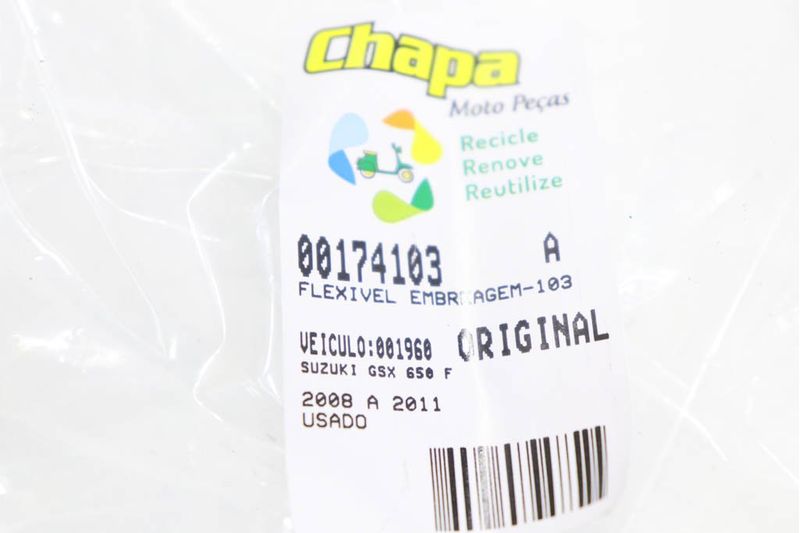 Chapa
Moto Peças
Recicle
Renove
Reutilize
00174103 A
FLEXIVEL EMBREAGEM-103
VEICULO:001960 ORIGINAL
SUZUKI GSX 650 F
2008 A 2011
USADO